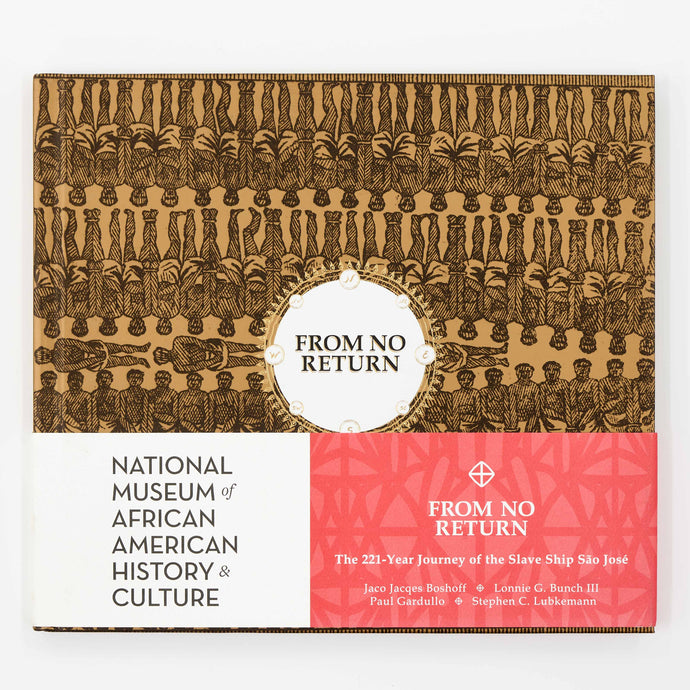 FROM NO
RETURN
N
W
E
S
NATIONAL
MUSEUM of
AFRICAN
AMERICAN
HISTORY &
CULTURE
FROM NO
RETURN
The 221-Year Journey of the Slave Ship São José
Jaco Jacqes Boshoff Lonnie G. Bunch III
Paul Gardullo Stephen C. Lubkemann